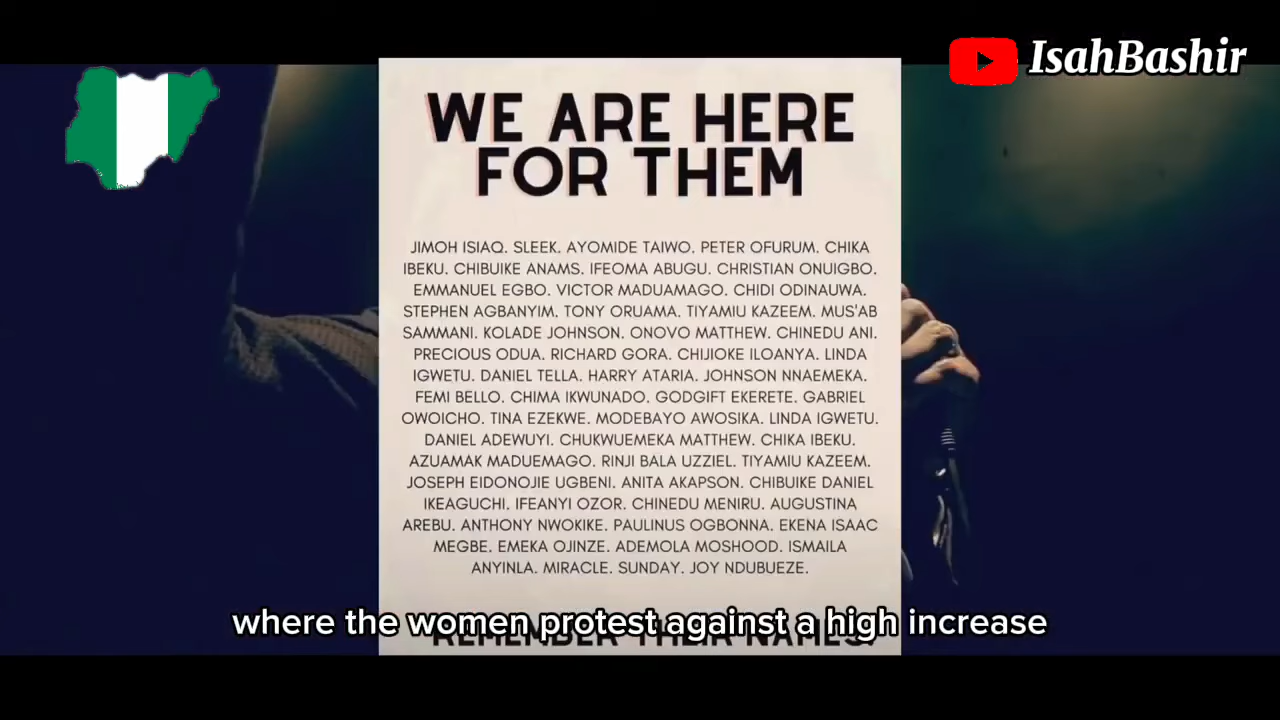 IsahBashir
WE ARE HERE
FOR THEM
JIMOH ISIAQ. SLEEK. AYOMIDE TAIWO. PETER OFURUM. CHIKA
IBEKU. CHIBUIKE ANAMS. IFEOMA ABUGU. CHRISTIAN ONUIGBO.
EMMANUEL EGBO. VICTOR MADUAMAGO. CHIDI ODINAUWA.
STEPHEN AGBANYIM. TONY ORUAMA. TIYAMIU KAZEEM. MUS'AB
SAMMANI. KOLADE JOHNSON. ONOVO MATTHEW. CHINEDU ANI.
PRECIOUS ODUA. RICHARD GORA. CHIJIOKE ILOANYA. LINDA
IGWETU. DANIEL TELLA. HARRY ATARIA. JOHNSON NNAEMEKA.
FEMI BELLO. CHIMA IKWUNADO. GODGIFT EKERETE. GABRIEL
OWOICHO. TINA EZEKWE. MODEBAYO AWOSIKA. LINDA IGWETU.
DANIEL ADEWUYI. CHUKWUEMEKA MATTHEW. CHIKA IBEKU.
AZUAMAK MADUEMAGO. RINJI BALA UZZIEL. TIYAMIU KAZEEM.
JOSEPH EIDONOJIE UGBENI. ANITA AKAPSON. CHIBUIKE DANIEL
IKEAGUCHI. IFEANYI OZOR. CHINEDU MENIRU. AUGUSTINA
AREBU. ANTHONY NWOKIKE. PAULINUS OGBONNA. EKENA ISAAC
MEGBE. EMEKA OJINZE. ADEMOLA MOSHOOD. ISMAILA
ANYINLA. MIRACLE. SUNDAY. JOY NDUBUEZE.
where the women protest against a high increase
REMEMBER THEIR NAMES.